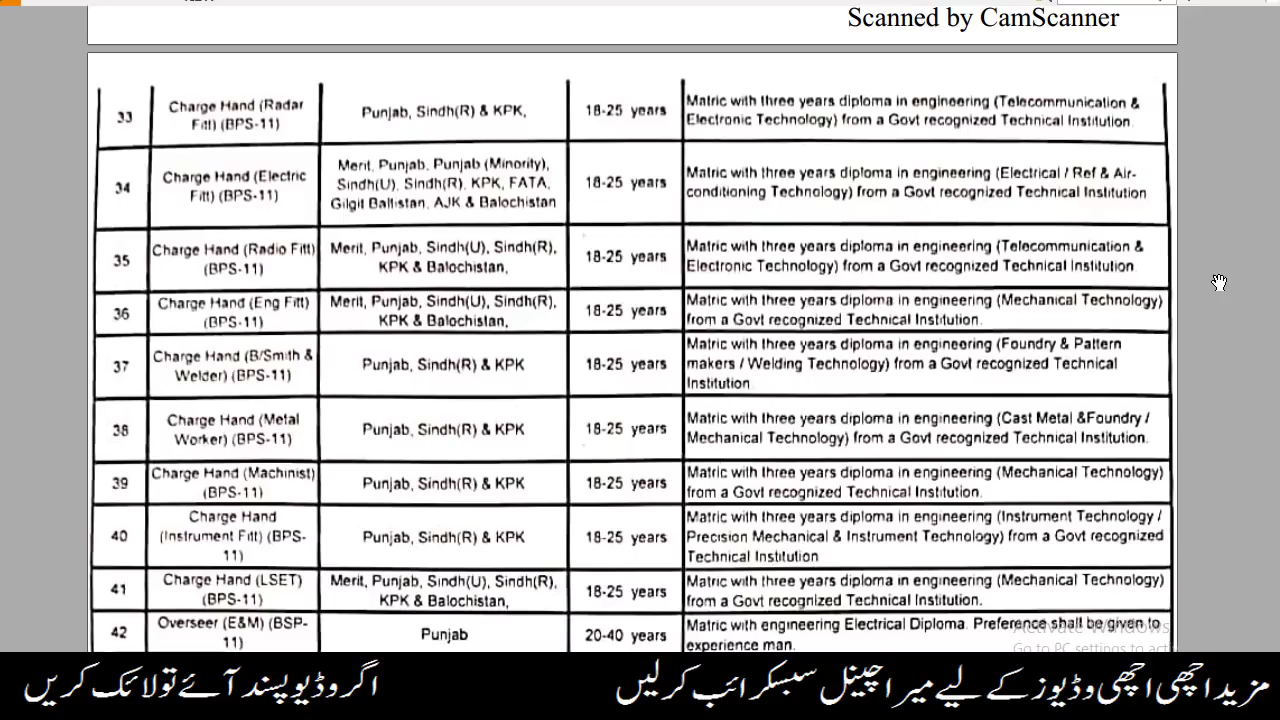 Scanned by CamScanner
33
Charge Hand (Radar
Fitt) (BPS-11)
Punjab, Sindh(R) & KPK,
18-25 years
Matric with three years diploma in engineering (Telecommunication &
Electronic Technology) from a Govt recognized Technical Institution.
34
Charge Hand (Electric
Fitt) (BPS-11)
Merit, Punjab, Punjab (Minority),
Sindh(U), Sindh(R), KPK, FATA,
Gilgit Baltistan, AJK & Balochistan
18-25 years
Matric with three years diploma in engineering (Electrical / Ref & Air-
conditioning Technology) from a Govt recognized Technical Institution
35
Charge Hand (Radio Fitt)
(BPS-11)
Merit, Punjab, Sindh(U), Sindh(R),
KPK & Balochistan,
18-25 years
Matric with three years diploma in engineering (Telecommunication &
Electronic Technology) from a Govt recognized Technical Institution
36
Charge Hand (Eng Fitt)
(BPS-11)
Merit, Punjab, Sindh(U), Sindh(R),
KPK & Balochistan,
18-25 years
Matric with three years diploma in engineering (Mechanical Technology)
from a Govt recognized Technical Institution.
37
Charge Hand (B/Smith &
Welder) (BPS-11)
Punjab, Sindh(R) & KPK
18-25 years
Matric with three years diploma in engineering (Foundry & Pattern
makers / Welding Technology) from a Govt recognized Technical
Institution
38
Charge Hand (Metal
Worker) (BPS-11)
Punjab, Sindh(R) & KPK
18-25 years
Matric with three years diploma in engineering (Cast Metal &Foundry /
Mechanical Technology) from a Govt recognized Technical Institution.
39
Charge Hand (Machinist)
(BPS-11)
Punjab, Sindh(R) & KPK
18-25 years
Matric with three years diploma in engineering (Mechanical Technology)
from a Govt recognized Technical Institution.
40
Charge Hand
(Instrument Fitt) (BPS-
11)
Punjab, Sindh(R) & KPK
18-25 years
Matric with three years diploma in engineering (Instrument Technology /
Precision Mechanical & Instrument Technology) from a Govt recognized
Technical Institution
41
Charge Hand (LSET)
(BPS-11)
Merit, Punjab, Sindh(U), Sindh(R),
KPK & Balochistan,
18-25 years
Matric with three years diploma in engineering (Mechanical Technology)
from a Govt recognized Technical Institution.
42
Overseer (E&M) (BSP-
11)
Punjab
20-40 years
Matric with engineering Electrical Diploma. Preference shall be given to
experience man.
Activate Windows
Go to PC settings to acti
مزید اچھی اچھی وڈیوز کے لیے میرا چینل سبسکرائب کرلیں
اگر وڈیو پسند آئے تو لائک کریں